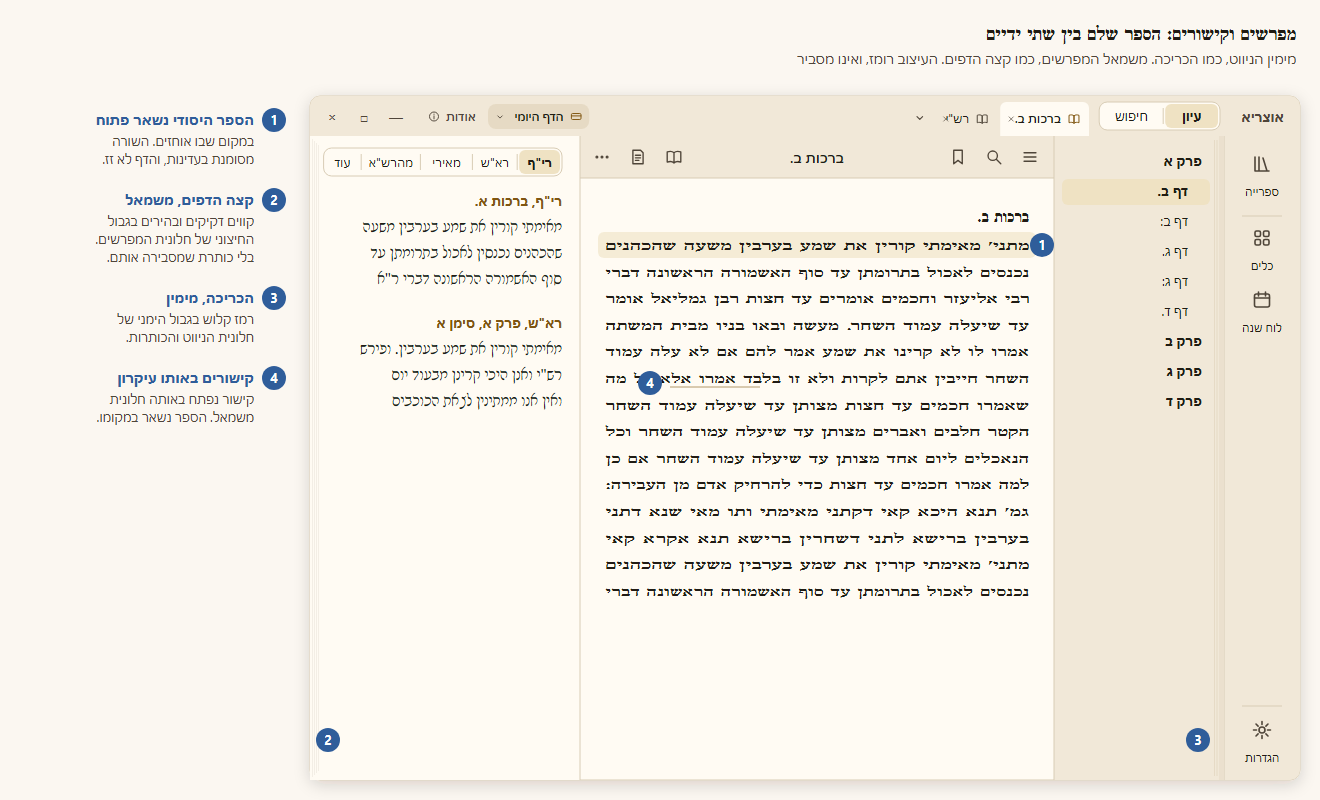 מפרשים וקישורים: הספר שלם בין שתי ידיים
מימין הניווט, כמו הכריכה. משמאל המפרשים, כמו קצה הדפים. העיצוב רומז, ואינו מסביר
אוצריא
עיון
חיפוש
ברכות ב.
רש"י
הדף היומי
אודות
ספרייה
כלים
לוח שנה
הגדרות
פרק א
דף ב.
דף ב:
דף ג.
דף ג:
דף ד.
פרק ב
פרק ג
פרק ד
3
ברכות ב.
ברכות ב.
1
מתני׳ מאימתי קורין את שמע בערבין משעה שהכהנים
נכנסים לאכול בתרומתן עד סוף האשמורה הראשונה דברי
רבי אליעזר וחכמים אומרים עד חצות רבן גמליאל אומר
עד שיעלה עמוד השחר. מעשה ובאו בניו מבית המשתה
אמרו לו לא קרינו את שמע אמר להם אם לא עלה עמוד
השחר חייבין אתם לקרות ולא זו בלבד אמרו אלא 4 מה
שאמרו חכמים עד חצות מצותן עד שיעלה עמוד השחר
הקטר חלבים ואברים מצותן עד שיעלה עמוד השחר וכל
הנאכלים ליום אחד מצותן עד שיעלה עמוד השחר אם כן
למה אמרו חכמים עד חצות כדי להרחיק אדם מן העבירה:
גמ׳ תנא היכא קאי דקתני מאימתי ותו מאי שנא דתני
בערבין ברישא לתני דשחרין ברישא תנא אקרא קאי
מתני׳ מאימתי קורין את שמע בערבין משעה שהכהנים
נכנסים לאכול בתרומתן עד סוף האשמורה הראשונה דברי
רי"ף
רא"ש
מאירי
מהרש"א
עוד
רי"ף, ברכות א.
מאימתי קורין את שמע בערבין משעה
שהכהנים נכנסין לאכול בתרומתן עד
סוף האשמורה הראשונה דברי ר"א
רא"ש, פרק א, סימן א
מאימתי קורין את שמע בערבין. ופירש
רש"י ואנן היכי קרינן מבעוד יום
ואין אנו ממתינין לצאת הכוכבים
2
1 הספר היסודי נשאר פתוח
במקום שבו אוחזים. השורה
מסומנת בעדינות, והדף לא זז.
2 קצה הדפים, משמאל
קווים דקיקים ובהירים בגבול
החיצוני של חלונית המפרשים.
בלי כותרת שמסבירה אותם.
3 הכריכה, מימין
רמז קלוש בגבול הימני של
חלונית הניווט והכותרות.
4 קישורים באותו עיקרון
קישור נפתח באותה חלונית
משמאל. הספר נשאר במקומו.